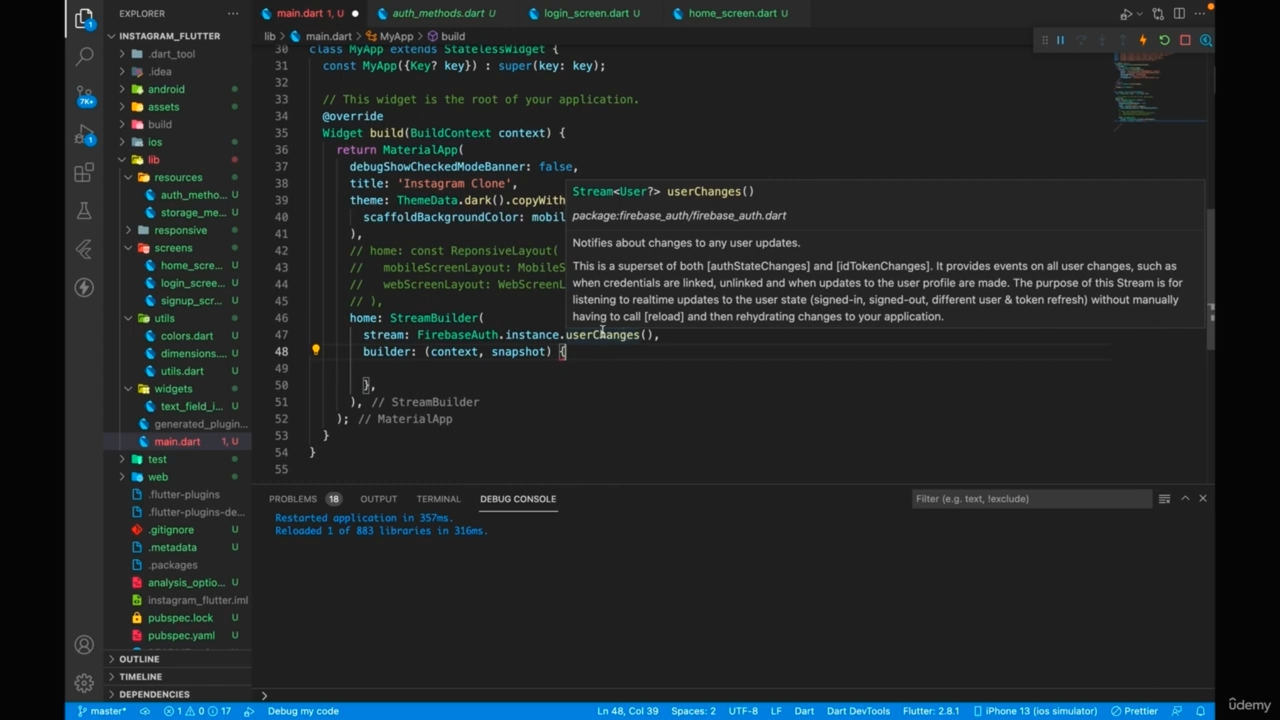 EXPLORER
main.dart 1, U
auth_methods.dart U
login_screen.dart U
home_screen.dart U
INSTAGRAM_FLUTTER
lib > main.dart > MyApp > build
.dart_tool
.idea
android
assets
build
ios
lib
resources
auth_metho... U
storage_me... U
responsive
screens
home_scre... U
login_scree... U
signup_scr... U
utils
colors.dart U
dimensions.... U
utils.dart U
widgets
text_field_i... U
generated_plugin...
main.dart 1, U
test
web
.flutter-plugins
.flutter-plugins-de...
.gitignore U
.metadata U
.packages
analysis_optio... U
instagram_flutter.iml
pubspec.lock U
pubspec.yaml U
OUTLINE
TIMELINE
DEPENDENCIES
7K+
1
1
30 class MyApp extends StatelessWidget {
31 const MyApp({Key? key}) : super(key: key);
32
33 // This widget is the root of your application.
34 @override
35 Widget build(BuildContext context) {
36 return MaterialApp(
37 debugShowCheckedModeBanner: false,
38 title: 'Instagram Clone',
39 theme: ThemeData.dark().copyWith
40 scaffoldBackgroundColor: mobil
41 ),
42 // home: const ReponsiveLayout(
43 // mobileScreenLayout: MobileS
44 // webScreenLayout: WebScreenL
45 // ),
46 home: StreamBuilder(
47 stream: FirebaseAuth.instance.userChanges(),
48 builder: (context, snapshot) {
49
50 },
51 ), // StreamBuilder
52 ); // MaterialApp
53 }
54 }
55
Stream<User?> userChanges()
package:firebase_auth/firebase_auth.dart
Notifies about changes to any user updates.
This is a superset of both [authStateChanges] and [idTokenChanges]. It provides events on all user changes, such as
when credentials are linked, unlinked and when updates to the user profile are made. The purpose of this Stream is for
listening to realtime updates to the user state (signed-in, signed-out, different user & token refresh) without manually
having to call [reload] and then rehydrating changes to your application.
PROBLEMS 18 OUTPUT TERMINAL DEBUG CONSOLE
Filter (e.g. text, !exclude)
Restarted application in 357ms.
Reloaded 1 of 883 libraries in 316ms.
master* 1 0 17 Debug my code
Ln 48, Col 39 Spaces: 2 UTF-8 LF Dart Dart DevTools Flutter: 2.8.1 iPhone 13 (ios simulator) Prettier
ûdemy